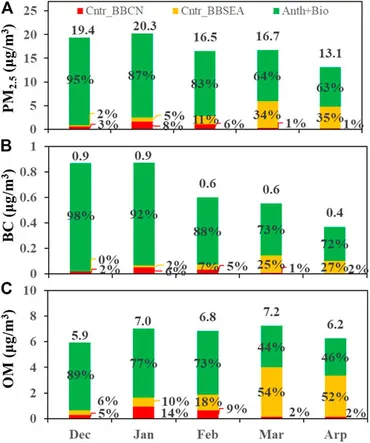 A
Cntr_BBCN Cntr_BBSEA Anth+Bio
PM2.5 (µg/m³)
25
20
15
10
5
0
19.4 20.3 16.5 16.7 13.1
95% 87% 83% 64% 63%
2% 5% 11% 34% 35%
3% 8% 6% 1% 1%
B
BC (µg/m³)
1
0.8
0.6
0.4
0.2
0
0.9 0.9 0.6 0.6 0.4
98% 92% 88% 73% 72%
0% 2% 7% 25% 27%
2% 6% 5% 1% 2%
C
OM (µg/m³)
10
8
6
4
2
0
5.9 7.0 6.8 7.2 6.2
89% 77% 73% 44% 46%
6% 10% 18% 54% 52%
5% 14% 9% 2% 2%
Dec Jan Feb Mar Arp